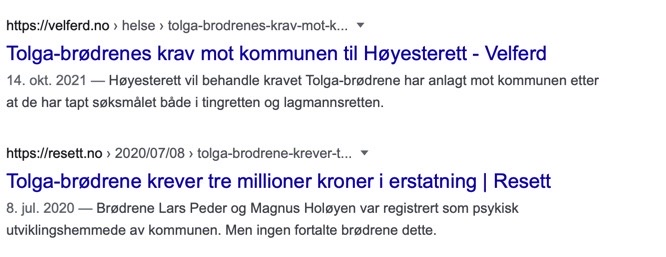 https://velferd.no › helse › tolga-brodrenes-krav-mot-k...
Tolga-brødrenes krav mot kommunen til Høyesterett - Velferd
14. okt. 2021 — Høyesterett vil behandle kravet Tolga-brødrene har anlagt mot kommunen etter
at de har tapt søksmålet både i tingretten og lagmannsretten.
https://resett.no › 2020/07/08 › tolga-brodrene-krever-t...
Tolga-brødrene krever tre millioner kroner i erstatning | Resett
8. jul. 2020 — Brødrene Lars Peder og Magnus Holøyen var registrert som psykisk
utviklingshemmede av kommunen. Men ingen fortalte brødrene dette.